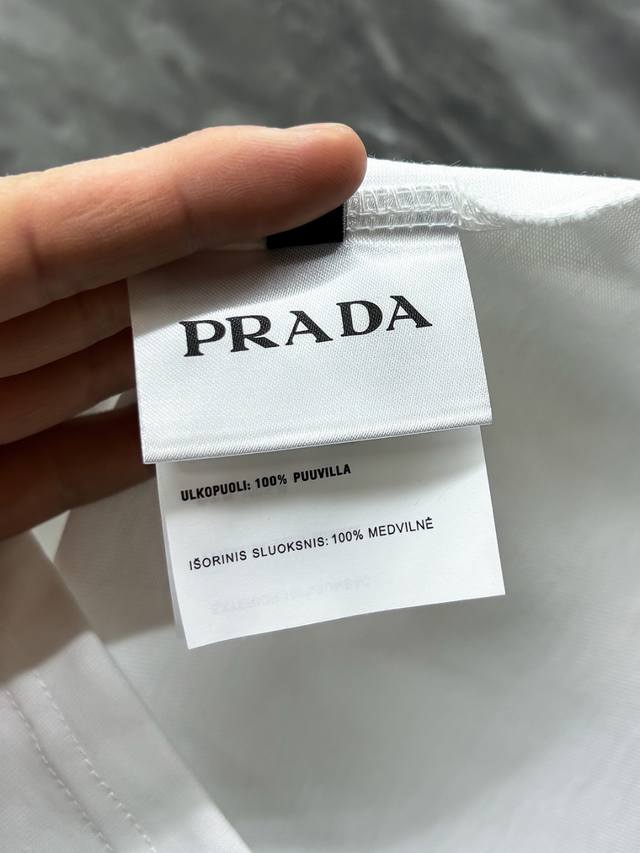 PRADA
ULKOPUOLI: 100% PUUVILLA
IŠORINIS SLUOKSNIS: 100% MEDVILNĖ